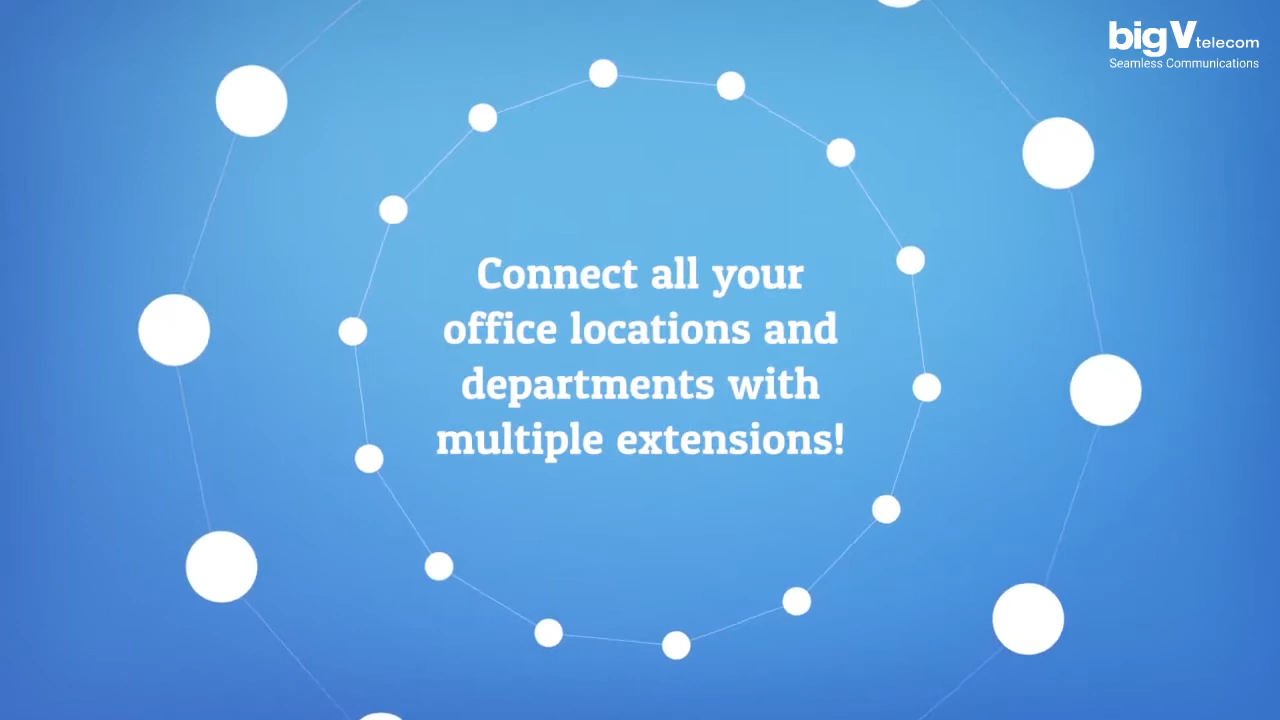 bigV telecom
Seamless Communications
Connect all your
office locations and
departments with
multiple extensions!